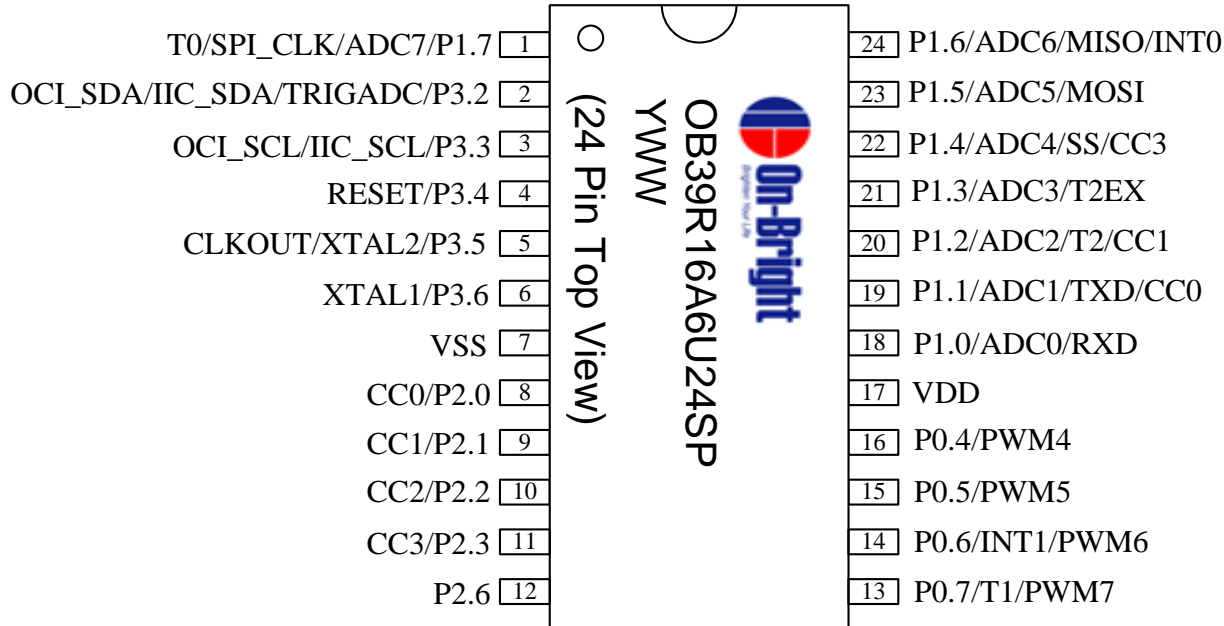 T0/SPI_CLK/ADC7/P1.7 1
OCI_SDA/IIC_SDA/TRIGADC/P3.2 2
OCI_SCL/IIC_SCL/P3.3 3
RESET/P3.4 4
CLKOUT/XTAL2/P3.5 5
XTAL1/P3.6 6
VSS 7
CC0/P2.0 8
CC1/P2.1 9
CC2/P2.2 10
CC3/P2.3 11
P2.6 12
(24 Pin Top View)
YWW
OB39R16A6U24SP
On-Bright
Brighten Your Life
24 P1.6/ADC6/MISO/INT0
23 P1.5/ADC5/MOSI
22 P1.4/ADC4/SS/CC3
21 P1.3/ADC3/T2EX
20 P1.2/ADC2/T2/CC1
19 P1.1/ADC1/TXD/CC0
18 P1.0/ADC0/RXD
17 VDD
16 P0.4/PWM4
15 P0.5/PWM5
14 P0.6/INT1/PWM6
13 P0.7/T1/PWM7